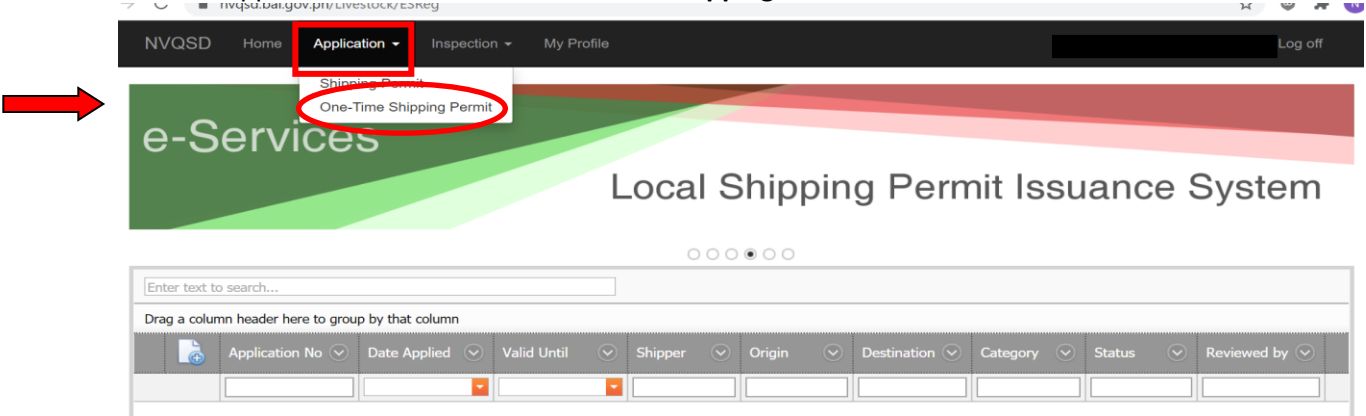 nvqsd.bai.gov.ph/Livestock/ESReg
NVQSD Home Application Inspection My Profile Log off
Shipping Permit
One-Time Shipping Permit
e-Services
Local Shipping Permit Issuance System
Enter text to search...
Drag a column header here to group by that column
Application No Date Applied Valid Until Shipper Origin Destination Category Status Reviewed by